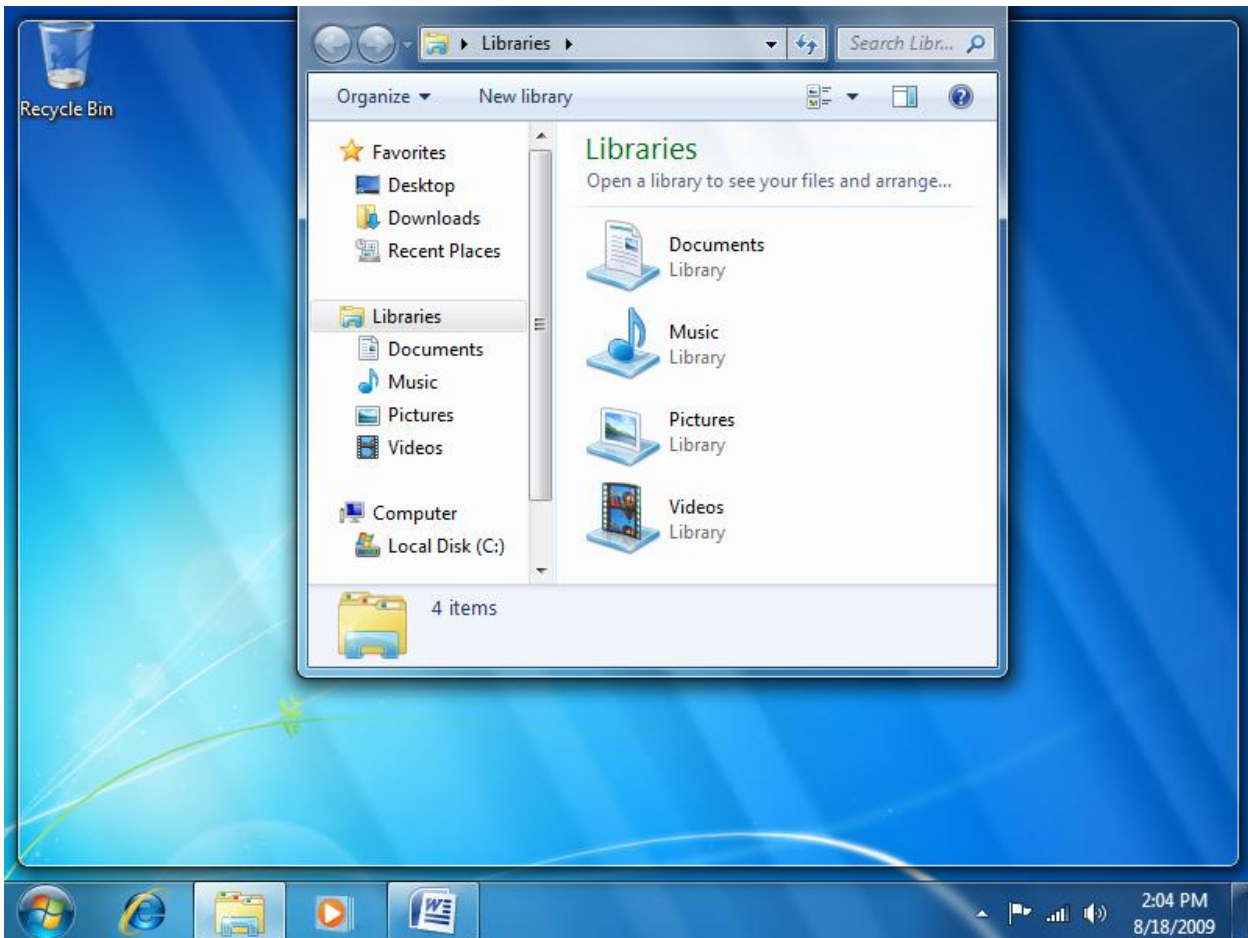 Recycle Bin
Libraries
Search Libr...
Organize
New library
Favorites
Desktop
Downloads
Recent Places
Libraries
Documents
Music
Pictures
Videos
Computer
Local Disk (C:)
Libraries
Open a library to see your files and arrange...
Documents
Library
Music
Library
Pictures
Library
Videos
Library
4 items
2:04 PM
8/18/2009